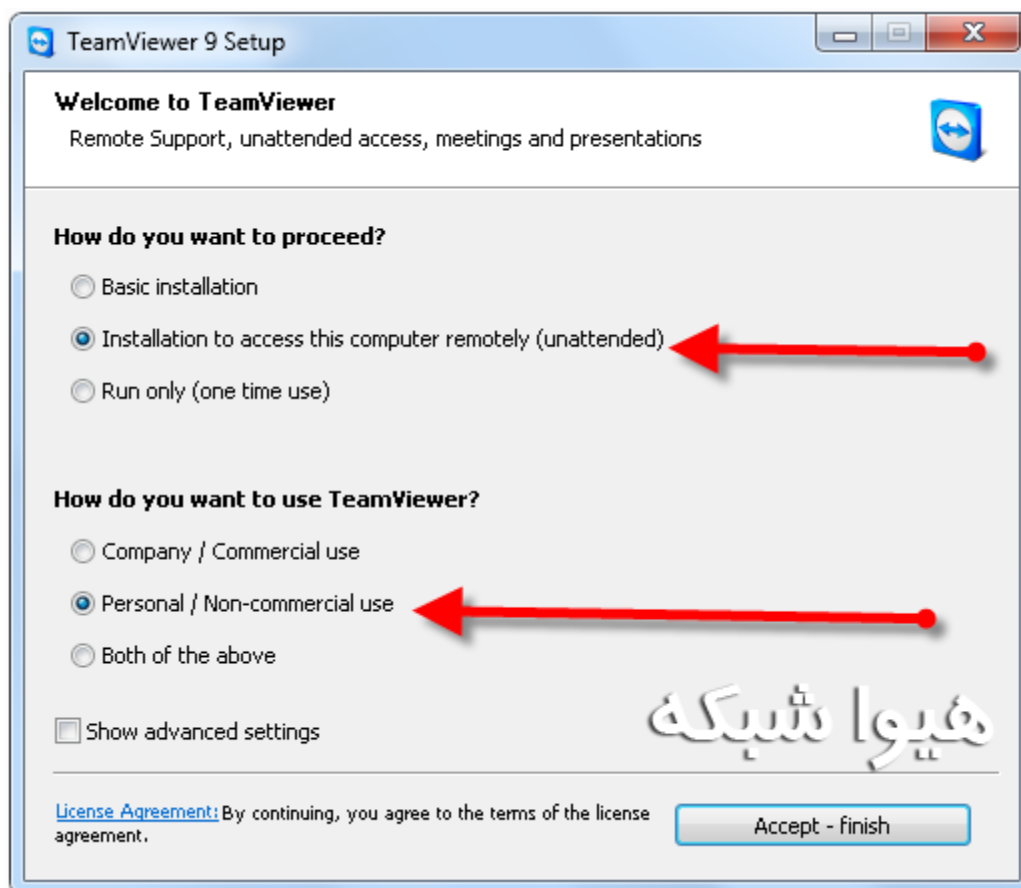 TeamViewer 9 Setup
Welcome to TeamViewer
Remote Support, unattended access, meetings and presentations
How do you want to proceed?
Basic installation
Installation to access this computer remotely (unattended)
Run only (one time use)
How do you want to use TeamViewer?
Company / Commercial use
Personal / Non-commercial use
Both of the above
هیوا شبکه
Show advanced settings
License Agreement: By continuing, you agree to the terms of the license
agreement.
Accept - finish